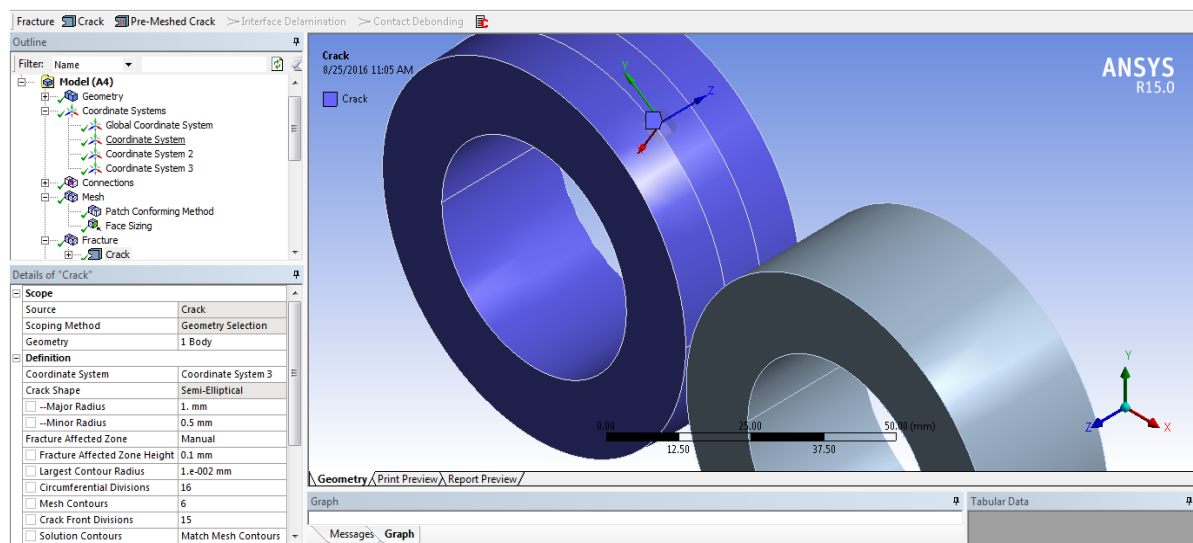 Fracture Crack Pre-Meshed Crack Interface Delamination Contact Debonding
Outline
Filter: Name
Model (A4)
Geometry
Coordinate Systems
Global Coordinate System
Coordinate System
Coordinate System 2
Coordinate System 3
Connections
Mesh
Patch Conforming Method
Face Sizing
Fracture
Crack
Details of "Crack"
Scope
Source Crack
Scoping Method Geometry Selection
Geometry 1 Body
Definition
Coordinate System Coordinate System 3
Crack Shape Semi-Elliptical
--Major Radius 1. mm
--Minor Radius 0.5 mm
Fracture Affected Zone Manual
Fracture Affected Zone Height 0.1 mm
Largest Contour Radius 1.e-002 mm
Circumferential Divisions 16
Mesh Contours 6
Crack Front Divisions 15
Solution Contours Match Mesh Contours
Crack
8/25/2016 11:05 AM
Crack
ANSYS
R15.0
Y
Z
0.00 25.00 50.00 (mm)
12.50 37.50
Y
Z X
Geometry Print Preview Report Preview
Graph
Messages Graph
Tabular Data